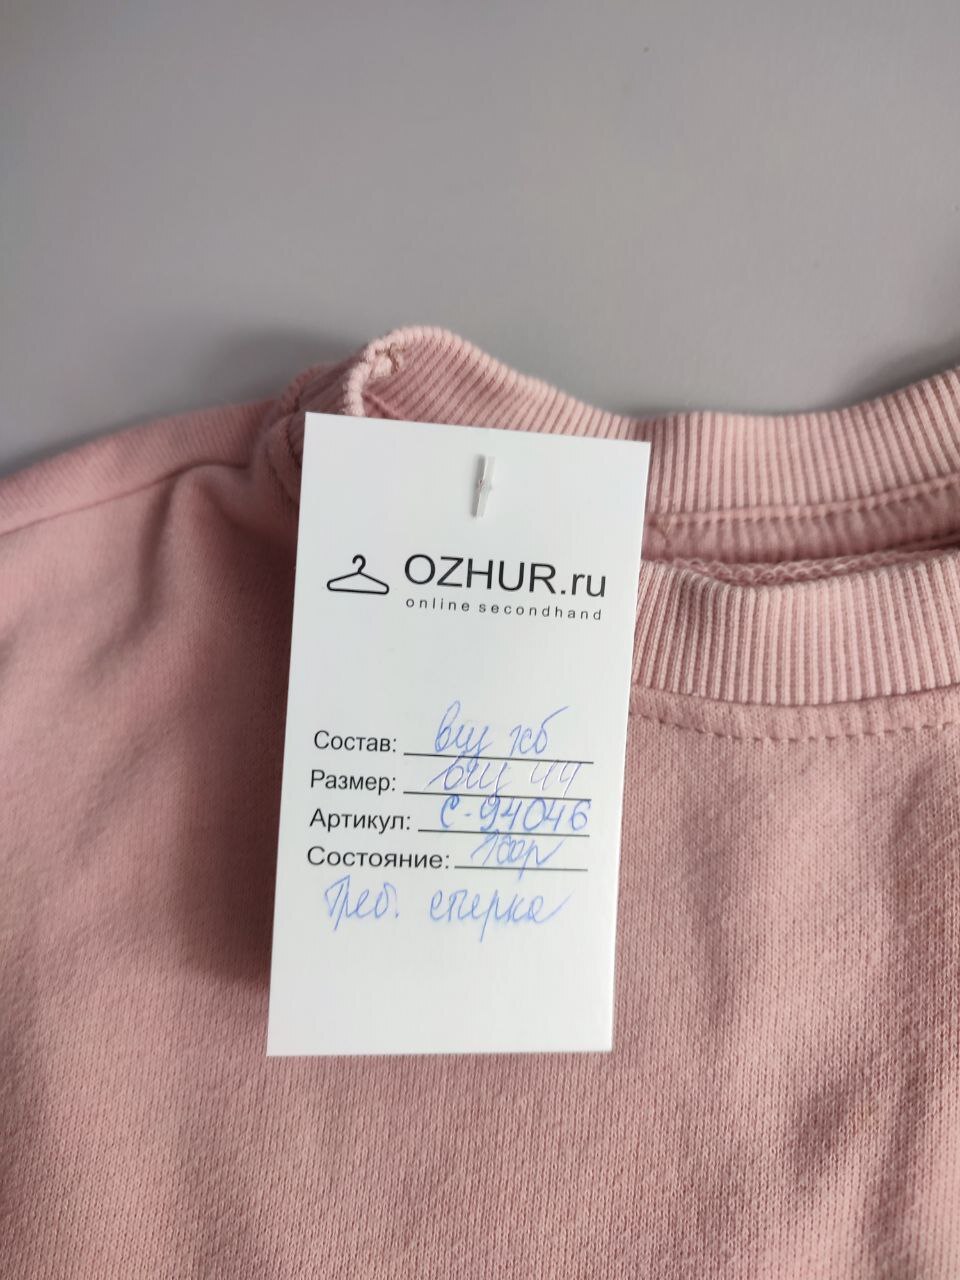 OZHUR.ru
online secondhand
Состав: виз хб
Размер: виз 44
Артикул: С-94046
Состояние: хор
Треб. стирка